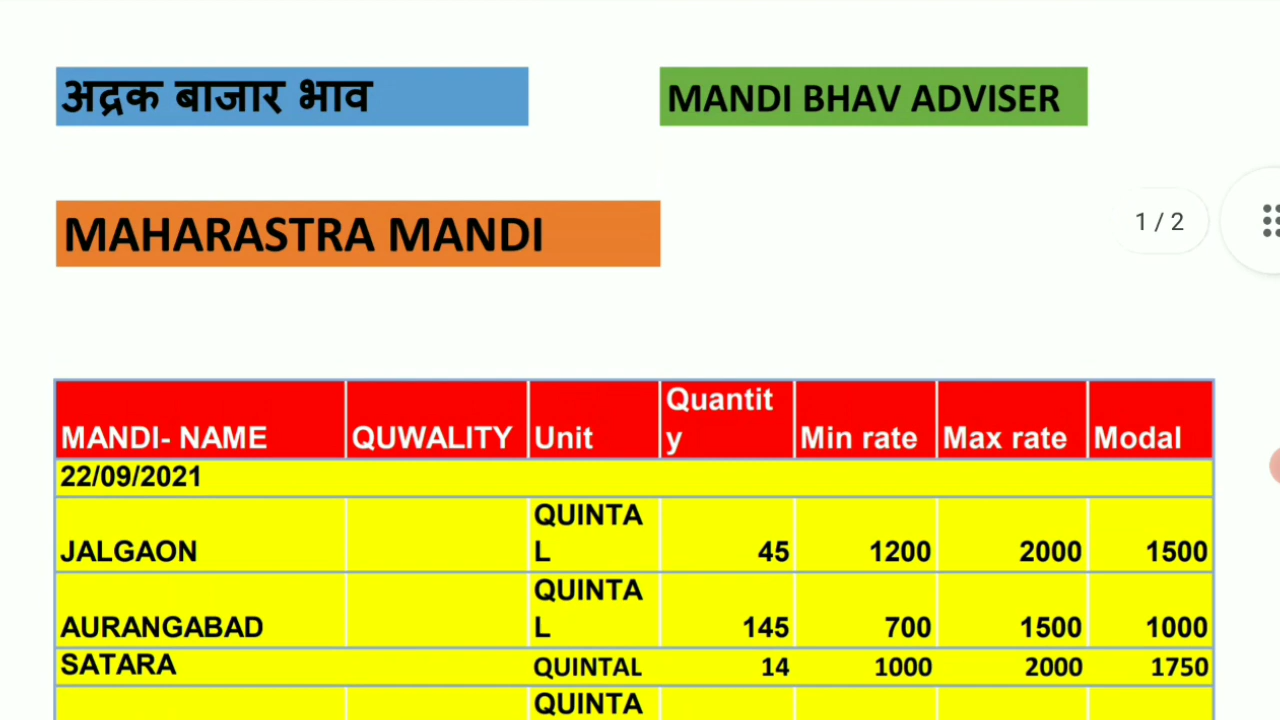 अद्रक बाजार भाव
MANDI BHAV ADVISER
MAHARASTRA MANDI
1 / 2
MANDI- NAME QUWALITY Unit Quantit
y Min rate Max rate Modal
22/09/2021
JALGAON QUINTA
L 45 1200 2000 1500
AURANGABAD QUINTA
L 145 700 1500 1000
SATARA QUINTAL 14 1000 2000 1750
QUINTA